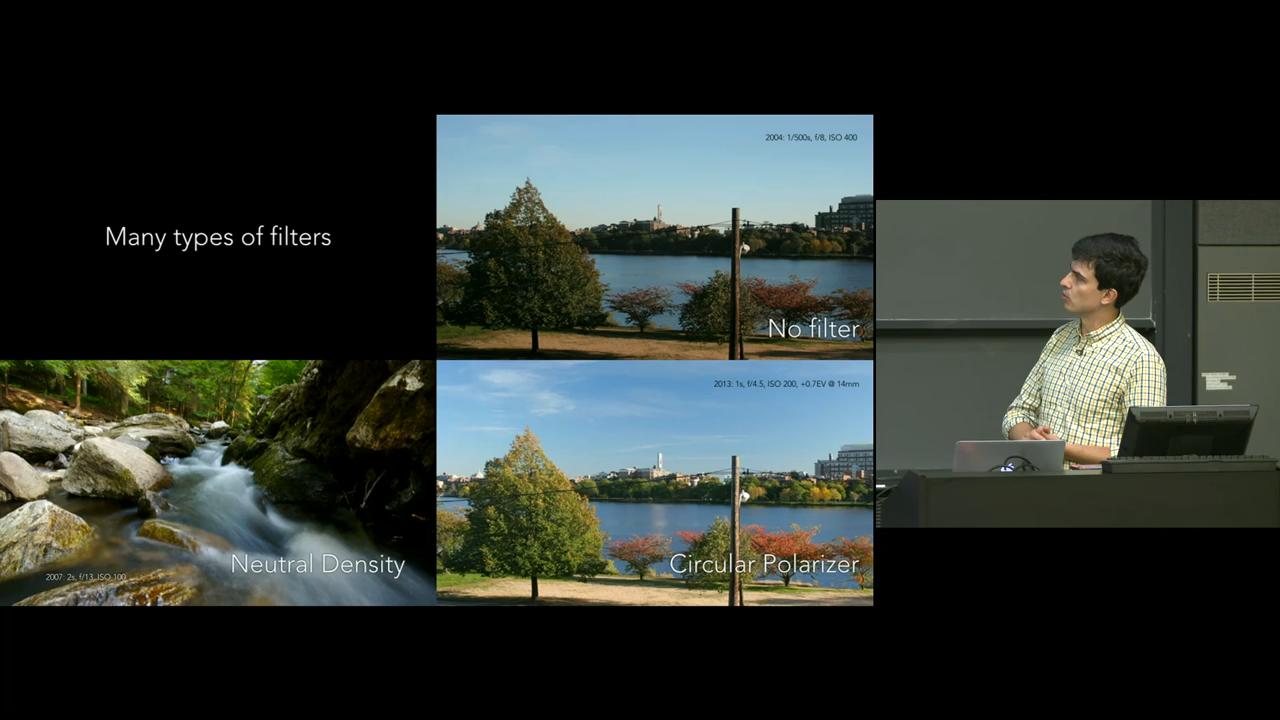 Many types of filters
2004: 1/500s, f/8, ISO 400
No filter
2013: 1s, f/4.5, ISO 200, +0.7EV @ 14mm
Circular Polarizer
Neutral Density
2007: 2s, f/13, ISO 100